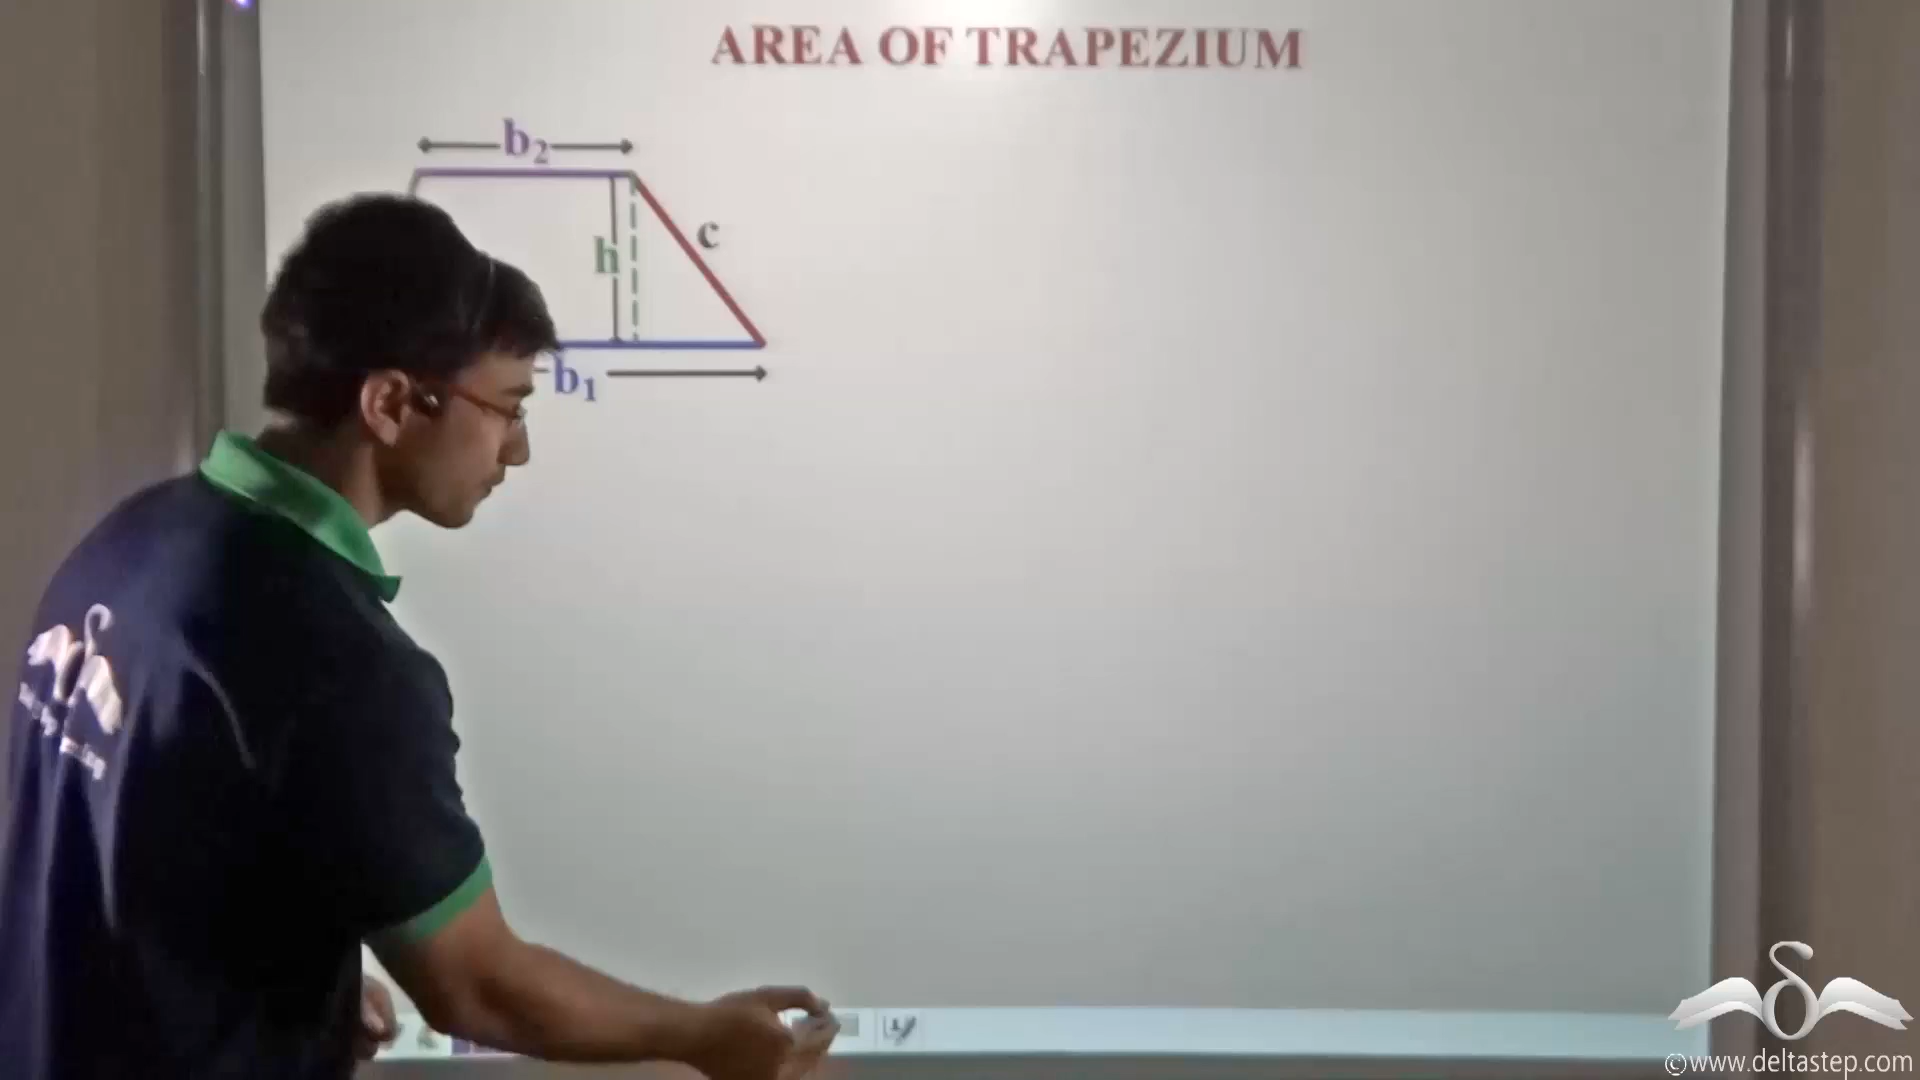 AREA OF TRAPEZIUM
b₂
c
h
b₁
©www.deltastep.com